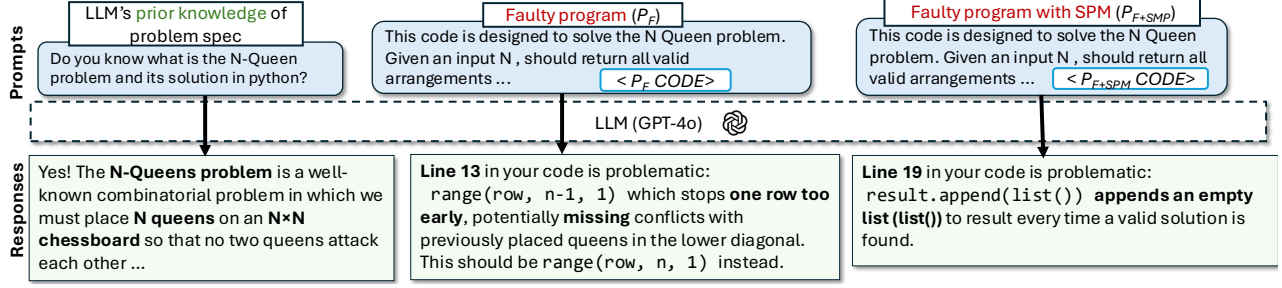 Prompts
LLM's prior knowledge of
problem spec
Do you know what is the N-Queen
problem and its solution in python?
Faulty program (P_F)
This code is designed to solve the N Queen problem.
Given an input N , should return all valid
arrangements ...
< P_F CODE>
Faulty program with SPM (P_F+SMP)
This code is designed to solve the N Queen
problem. Given an input N , should return all
valid arrangements ...
< P_F+SPM CODE>
LLM (GPT-4o)
Responses
Yes! The N-Queens problem is a well-
known combinatorial problem in which we
must place N queens on an N×N
chessboard so that no two queens attack
each other ...
Line 13 in your code is problematic:
range(row, n-1, 1) which stops one row too
early, potentially missing conflicts with
previously placed queens in the lower diagonal.
This should be range(row, n, 1) instead.
Line 19 in your code is problematic:
result.append(list()) appends an empty
list (list()) to result every time a valid solution is
found.